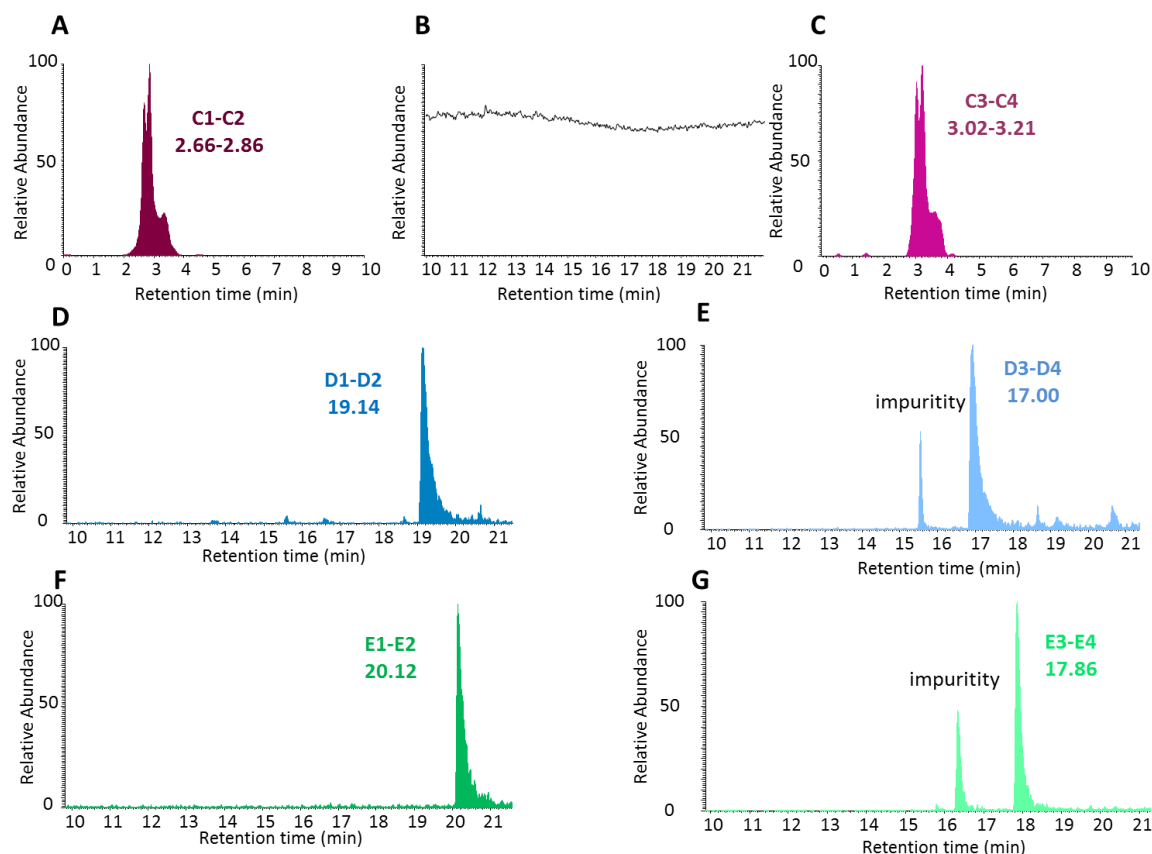 A
Relative Abundance
100
50
0
C1-C2
2.66-2.86
0 1 2 3 4 5 6 7 8 9 10
Retention time (min)
B
Relative Abundance
10 11 12 13 14 15 16 17 18 19 20 21
Retention time (min)
C
Relative Abundance
100
50
0
C3-C4
3.02-3.21
0 1 2 3 4 5 6 7 8 9 10
Retention time (min)
D
Relative Abundance
100
50
0
D1-D2
19.14
10 11 12 13 14 15 16 17 18 19 20 21
Retention time (min)
E
Relative Abundance
100
50
0
impuritity
D3-D4
17.00
10 11 12 13 14 15 16 17 18 19 20 21
Retention time (min)
F
Relative Abundance
100
50
0
E1-E2
20.12
10 11 12 13 14 15 16 17 18 19 20 21
Retention time (min)
G
Relative Abundance
100
50
0
impuritity
E3-E4
17.86
10 11 12 13 14 15 16 17 18 19 20 21
Retention time (min)